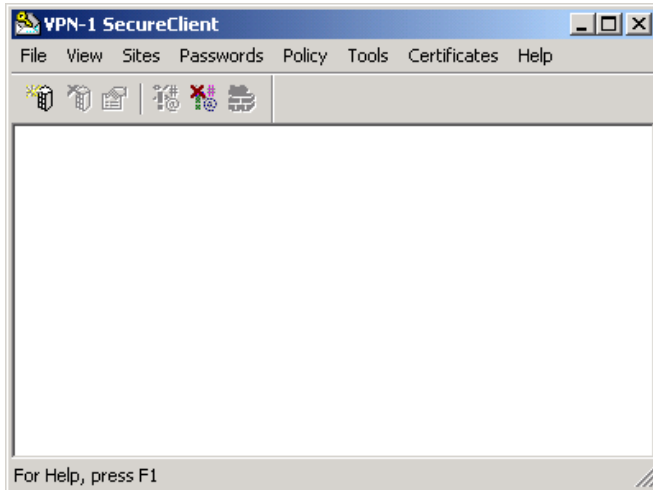 VPN-1 SecureClient
File View Sites Passwords Policy Tools Certificates Help
For Help, press F1